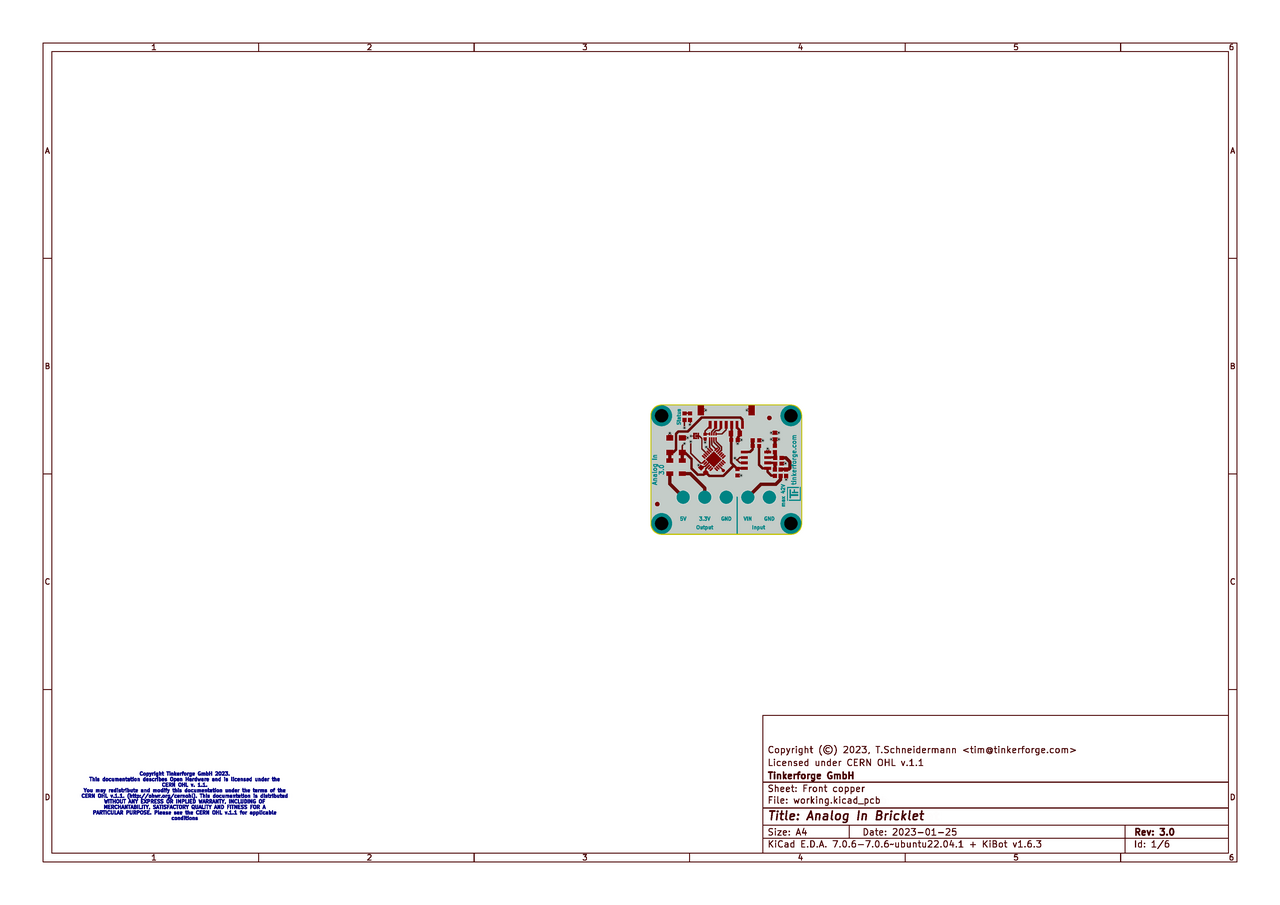 1 2 3 4 5 6
A A
Status
tinkerforge.com
Analog In
3.0
max 42V
TF
5V 3.3V GND VIN GND
Output Input
B B
C C
D D
Copyright Tinkerforge GmbH 2023.
This documentation describes Open Hardware and is licensed under the
CERN OHL v. 1.1.
You may redistribute and modify this documentation under the terms of the
CERN OHL v.1.1. (http://ohwr.org/cernohl). This documentation is distributed
WITHOUT ANY EXPRESS OR IMPLIED WARRANTY, INCLUDING OF
MERCHANTABILITY, SATISFACTORY QUALITY AND FITNESS FOR A
PARTICULAR PURPOSE. Please see the CERN OHL v.1.1 for applicable
conditions
Copyright (©) 2023, T.Schneidermann <tim@tinkerforge.com>
Licensed under CERN OHL v.1.1
Tinkerforge GmbH
Sheet: Front copper
File: working.kicad_pcb
Title: Analog In Bricklet
Size: A4 Date: 2023-01-25 Rev: 3.0
KiCad E.D.A. 7.0.6-7.0.6~ubuntu22.04.1 + KiBot v1.6.3 Id: 1/6
1 2 3 4 5 6